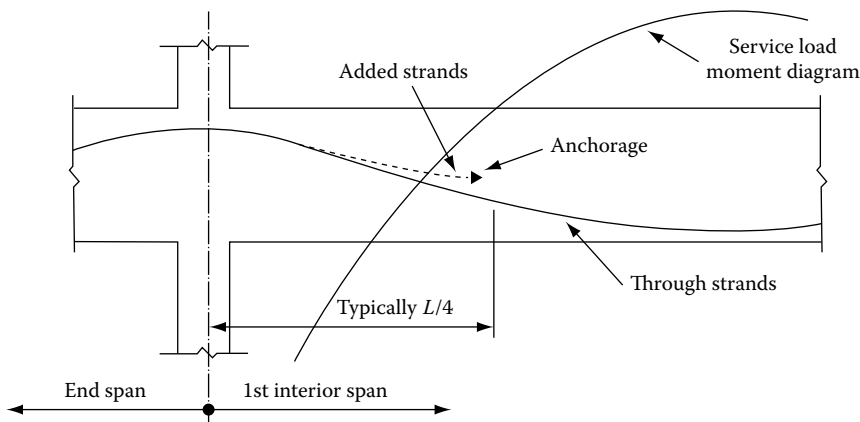 Service load
moment diagram
Added strands
Anchorage
Through strands
Typically L/4
End span
1st interior span